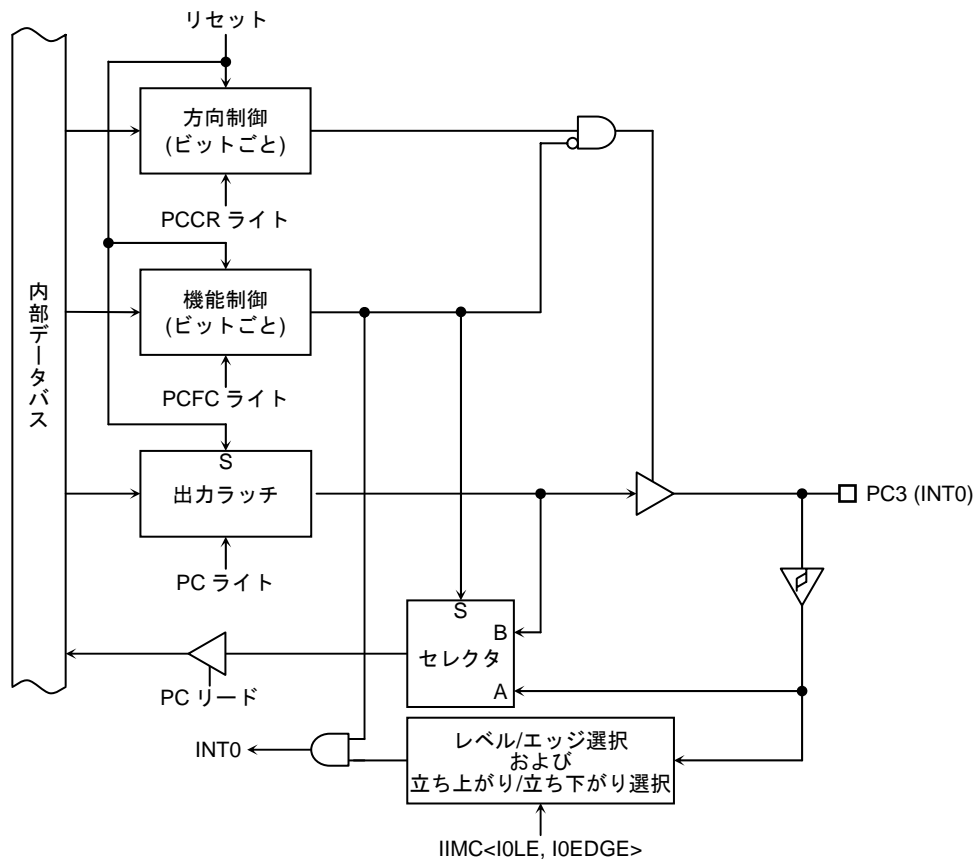 リセット
方向制御
(ビットごと)
PCCR ライト
内部データバス
機能制御
(ビットごと)
PCFC ライト
S
出力ラッチ
PC3 (INT0)
PC ライト
S
B
セレクタ
A
PC リード
レベル/エッジ選択
および
立ち上がり/立ち下がり選択
INT0
IIMC<I0LE, I0EDGE>